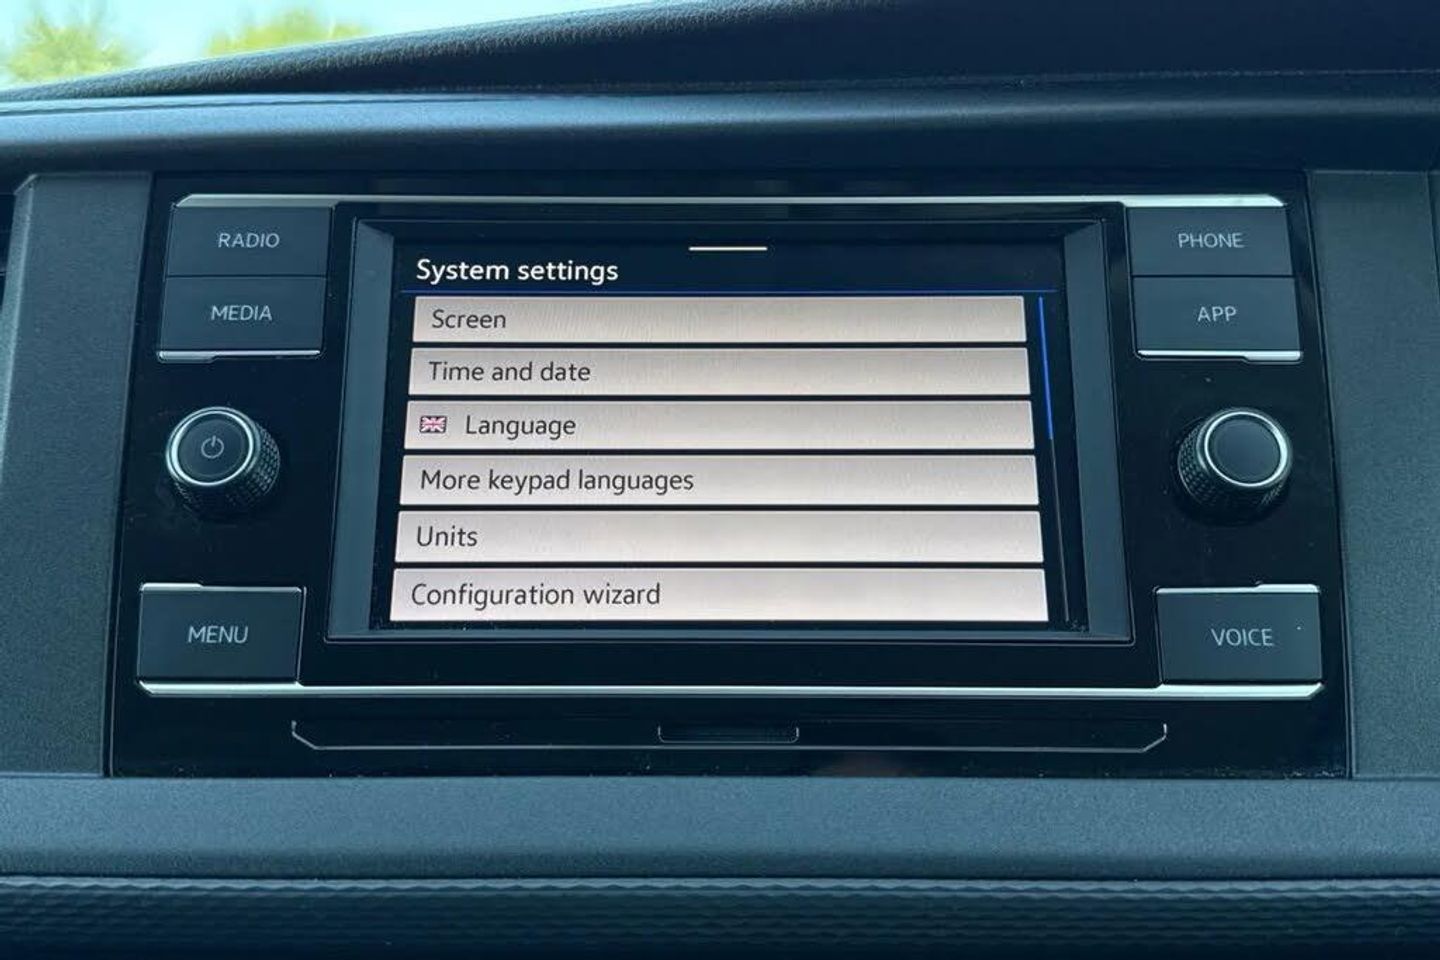 RADIO
MEDIA
MENU
System settings
Screen
Time and date
Language
More keypad languages
Units
Configuration wizard
PHONE
APP
VOICE